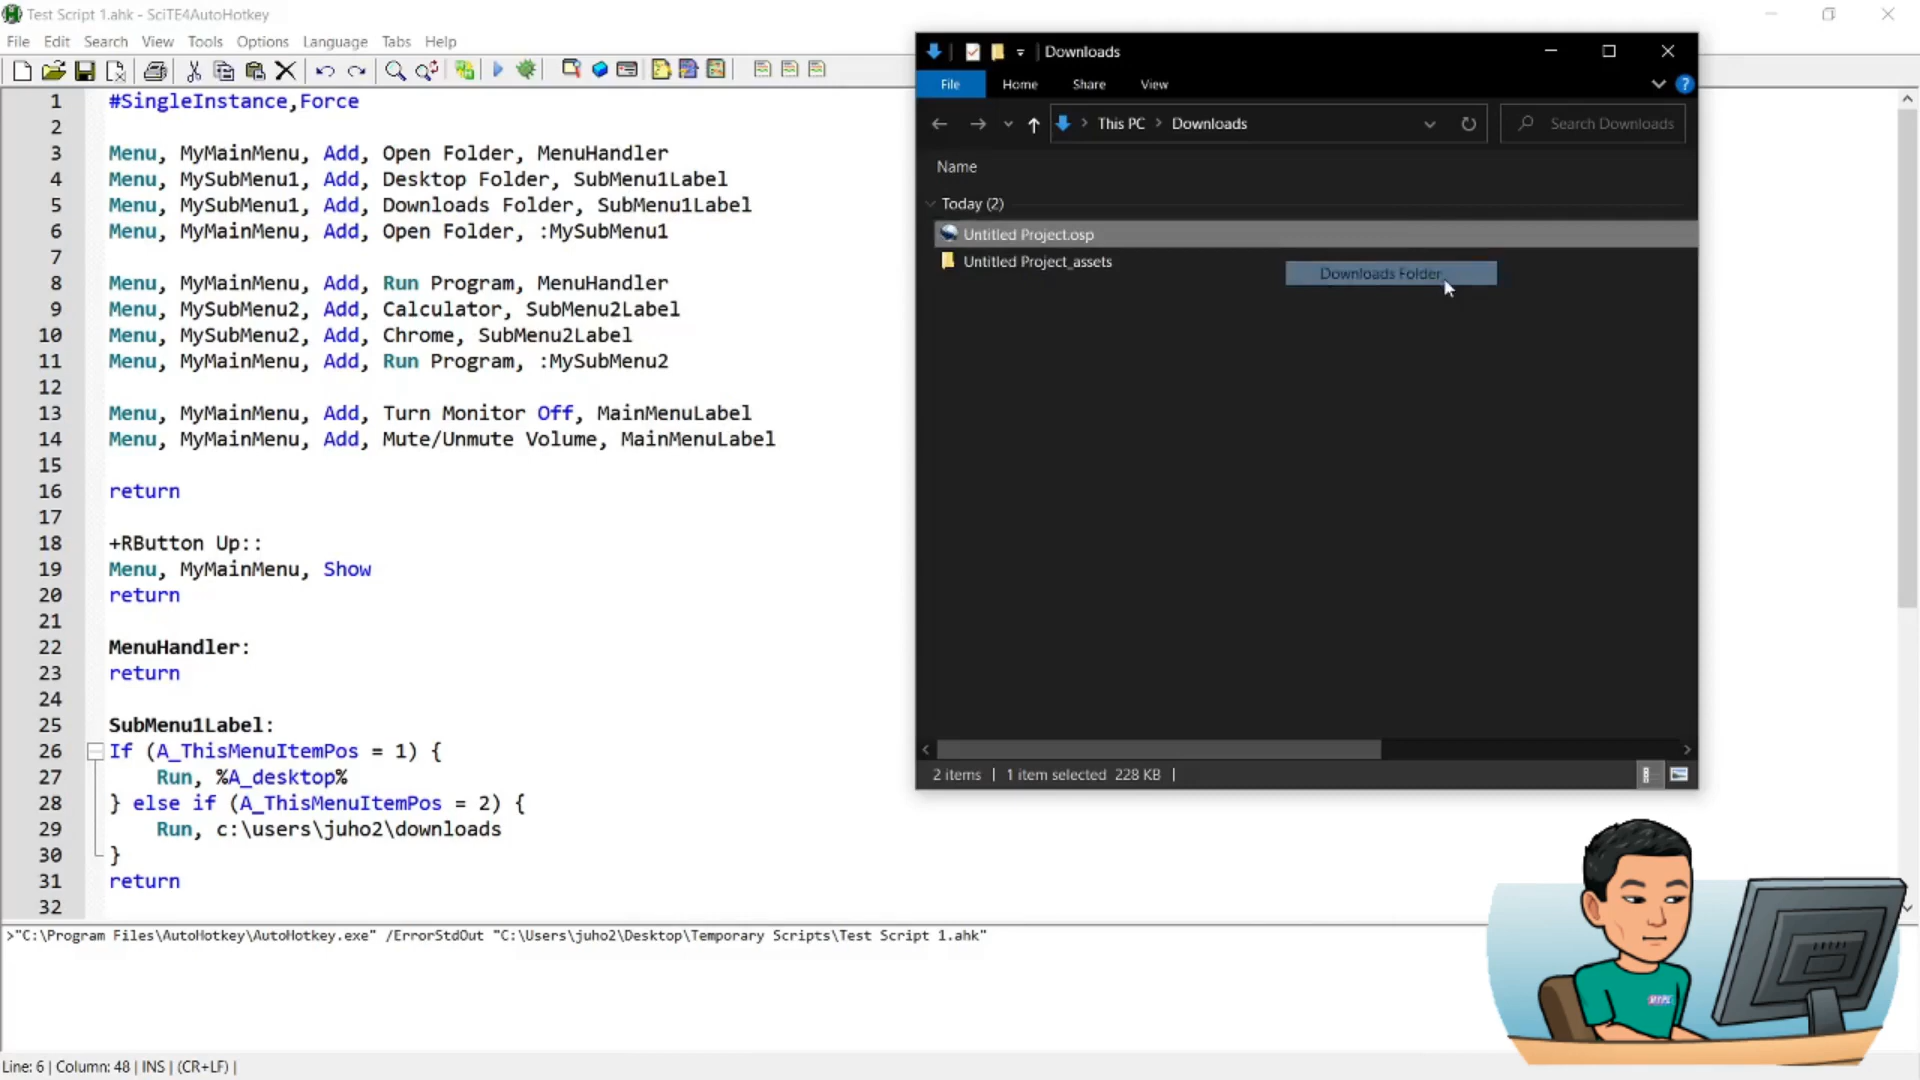 Test Script 1.ahk - SciTE4AutoHotkey
File Edit Search View Tools Options Language Tabs Help
1 #SingleInstance,Force
2
3 Menu, MyMainMenu, Add, Open Folder, MenuHandler
4 Menu, MySubMenu1, Add, Desktop Folder, SubMenu1Label
5 Menu, MySubMenu1, Add, Downloads Folder, SubMenu1Label
6 Menu, MyMainMenu, Add, Open Folder, :MySubMenu1
7
8 Menu, MyMainMenu, Add, Run Program, MenuHandler
9 Menu, MySubMenu2, Add, Calculator, SubMenu2Label
10 Menu, MySubMenu2, Add, Chrome, SubMenu2Label
11 Menu, MyMainMenu, Add, Run Program, :MySubMenu2
12
13 Menu, MyMainMenu, Add, Turn Monitor Off, MainMenuLabel
14 Menu, MyMainMenu, Add, Mute/Unmute Volume, MainMenuLabel
15
16 return
17
18 +RButton Up::
19 Menu, MyMainMenu, Show
20 return
21
22 MenuHandler:
23 return
24
25 SubMenu1Label:
26 If (A_ThisMenuItemPos = 1) {
27 Run, %A_desktop%
28 } else if (A_ThisMenuItemPos = 2) {
29 Run, c:\users\juho2\downloads
30 }
31 return
32
>"C:\Program Files\AutoHotkey\AutoHotkey.exe" /ErrorStdOut "C:\Users\juho2\Desktop\Temporary Scripts\Test Script 1.ahk"
Line: 6 | Column: 48 | INS | (CR+LF) |
Downloads
File Home Share View
This PC > Downloads
Search Downloads
Name
Today (2)
Untitled Project.osp
Untitled Project_assets
Downloads Folder
2 items | 1 item selected 228 KB |